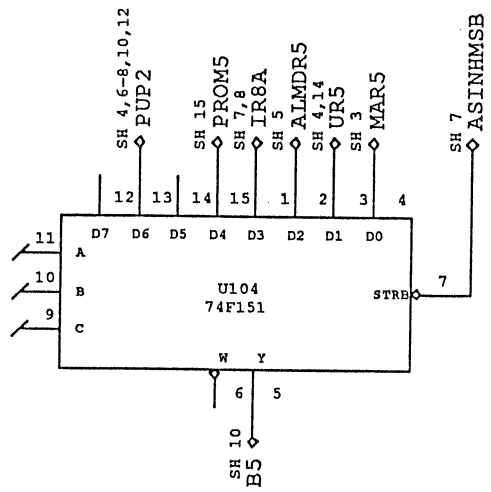 SH 4,6-8,10,12
PUP2
SH 15
PROM5
SH 7,8
IR8A
SH 5
ALMDR5
SH 4,14
UR5
SH 3
MAR5
SH 7
ASINHMSB
12 13 14 15 1 2 3 4
D7 D6 D5 D4 D3 D2 D1 D0
11 A
10 B
9 C
U104
74F151
STRB 7
W Y
6 5
SH 10
B5